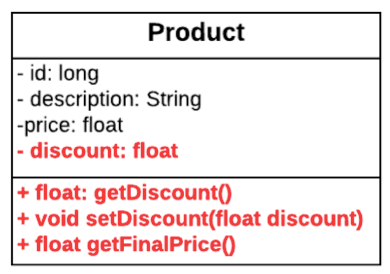 Product
- id: long
- description: String
-price: float
- discount: float
+ float: getDiscount()
+ void setDiscount(float discount)
+ float getFinalPrice()